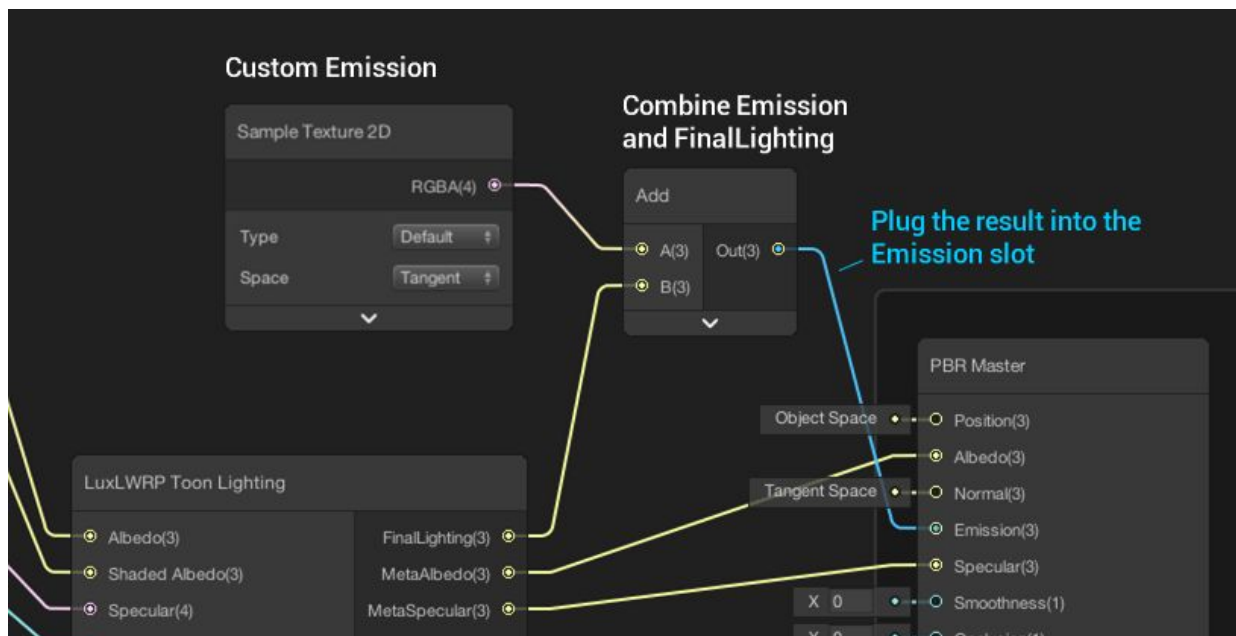 Custom Emission
Sample Texture 2D
RGBA(4)
Type Default
Space Tangent
Combine Emission
and FinalLighting
Add
A(3) Out(3)
B(3)
Plug the result into the
Emission slot
PBR Master
Object Space Position(3)
Albedo(3)
Tangent Space Normal(3)
Emission(3)
Specular(3)
X 0 Smoothness(1)
LuxLWRP Toon Lighting
Albedo(3) FinalLighting(3)
Shaded Albedo(3) MetaAlbedo(3)
Specular(4) MetaSpecular(3)